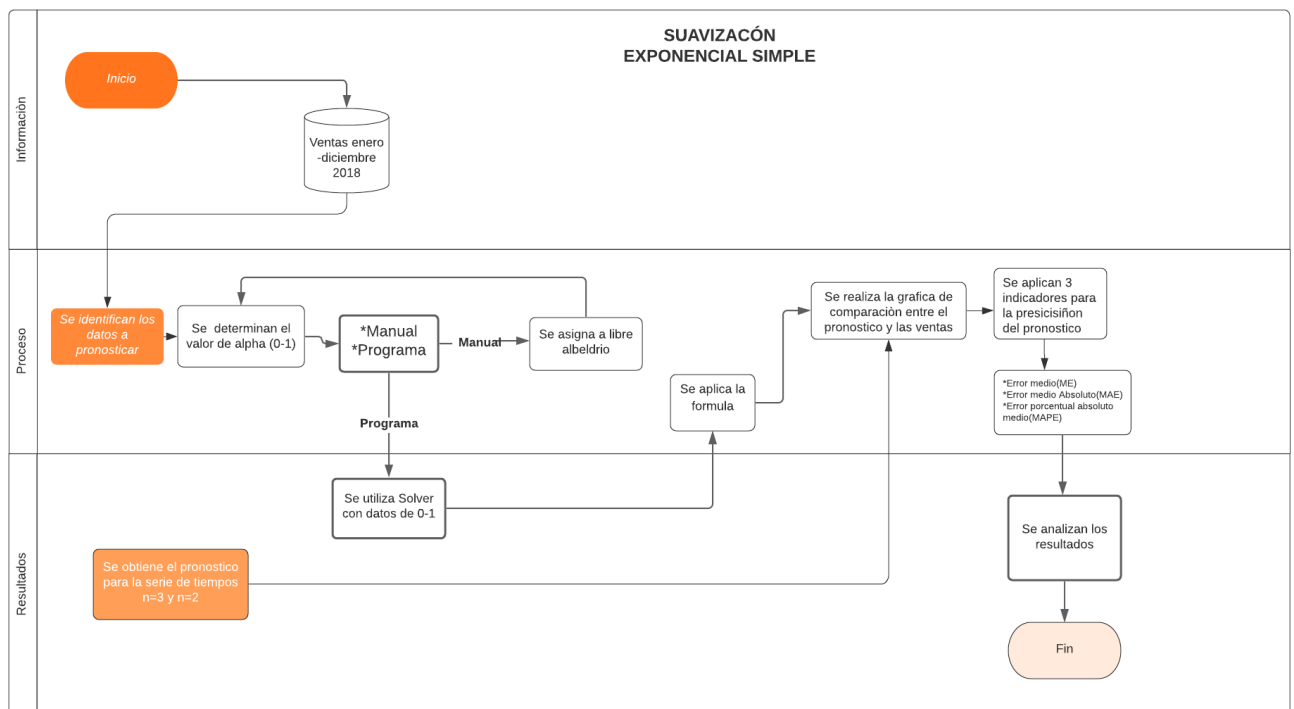 SUAVIZACÓN
EXPONENCIAL SIMPLE
Informaciòn
Inicio
Ventas enero
-diciembre
2018
Proceso
Se identifican los
datos a
pronosticar
Se determinan el
valor de alpha (0-1)
*Manual
*Programa
Manual
Se asigna a libre
albeldrio
Programa
Se aplica la
formula
Se realiza la grafica de
comparaciòn entre el
pronostico y las ventas
Se aplican 3
indicadores para
la presicisiñon
del pronostico
*Error medio(ME)
*Error medio Absoluto(MAE)
*Error porcentual absoluto
medio(MAPE)
Resultados
Se utiliza Solver
con datos de 0-1
Se obtiene el pronostico
para la serie de tiempos
n=3 y n=2
Se analizan los
resultados
Fin